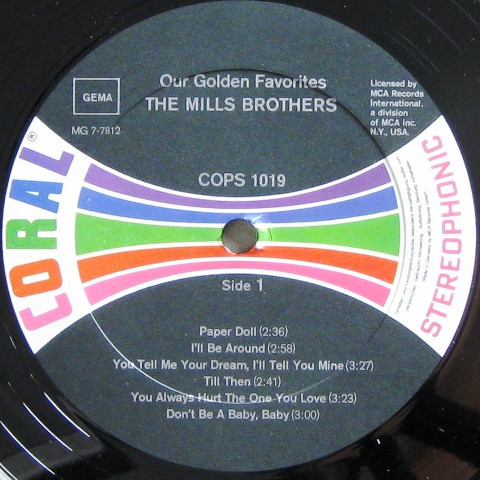 Our Golden Favorites
THE MILLS BROTHERS
GEMA
MG 7-7812
Licensed by
MCA Records
International,
a division
of MCA Inc.
N.Y., USA.
CORAL®
COPS 1019
STEREOPHONIC
Side 1
Paper Doll (2:36)
I'll Be Around (2:58)
You Tell Me Your Dream, I'll Tell You Mine (3:27)
Till Then (2:41)
You Always Hurt The One You Love (3:23)
Don't Be A Baby, Baby (3:00)